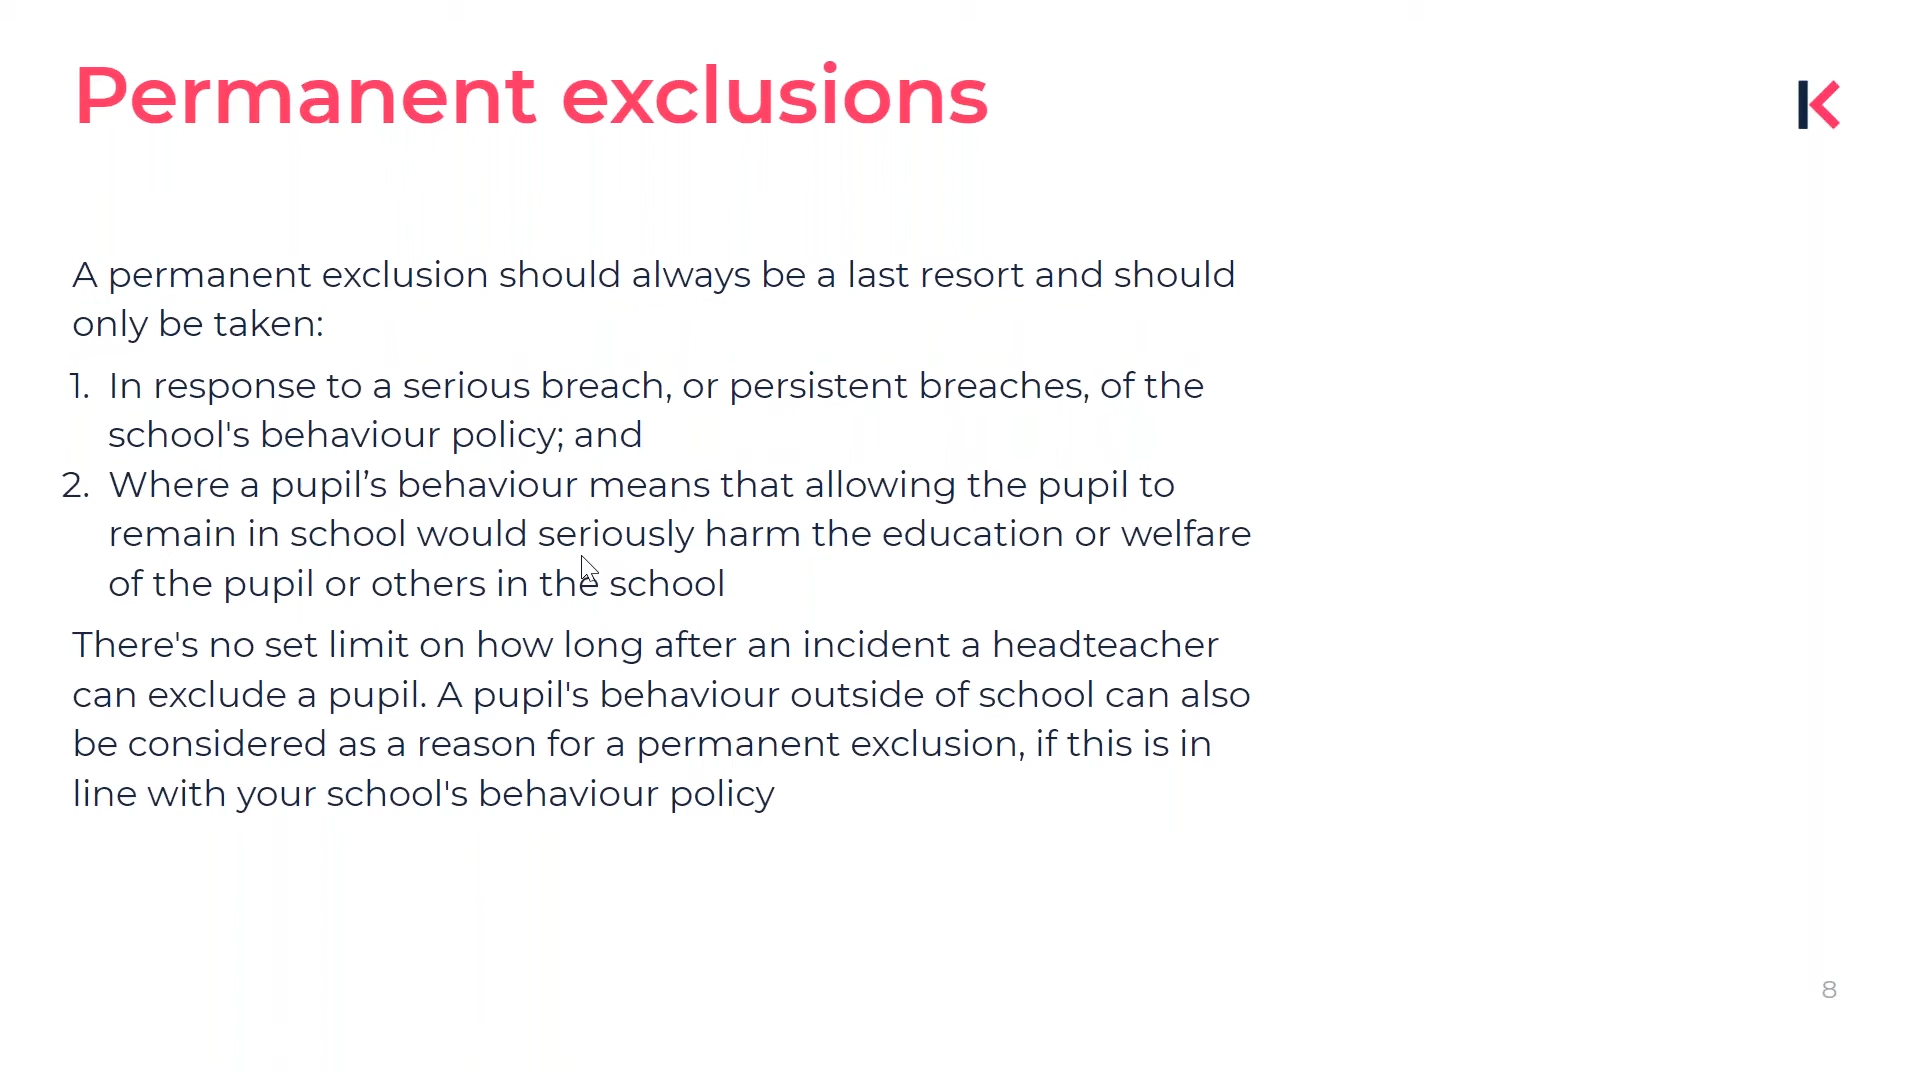 Permanent exclusions
A permanent exclusion should always be a last resort and should
only be taken:
1. In response to a serious breach, or persistent breaches, of the
school's behaviour policy; and
2. Where a pupil’s behaviour means that allowing the pupil to
remain in school would seriously harm the education or welfare
of the pupil or others in the school
There's no set limit on how long after an incident a headteacher
can exclude a pupil. A pupil's behaviour outside of school can also
be considered as a reason for a permanent exclusion, if this is in
line with your school's behaviour policy
8